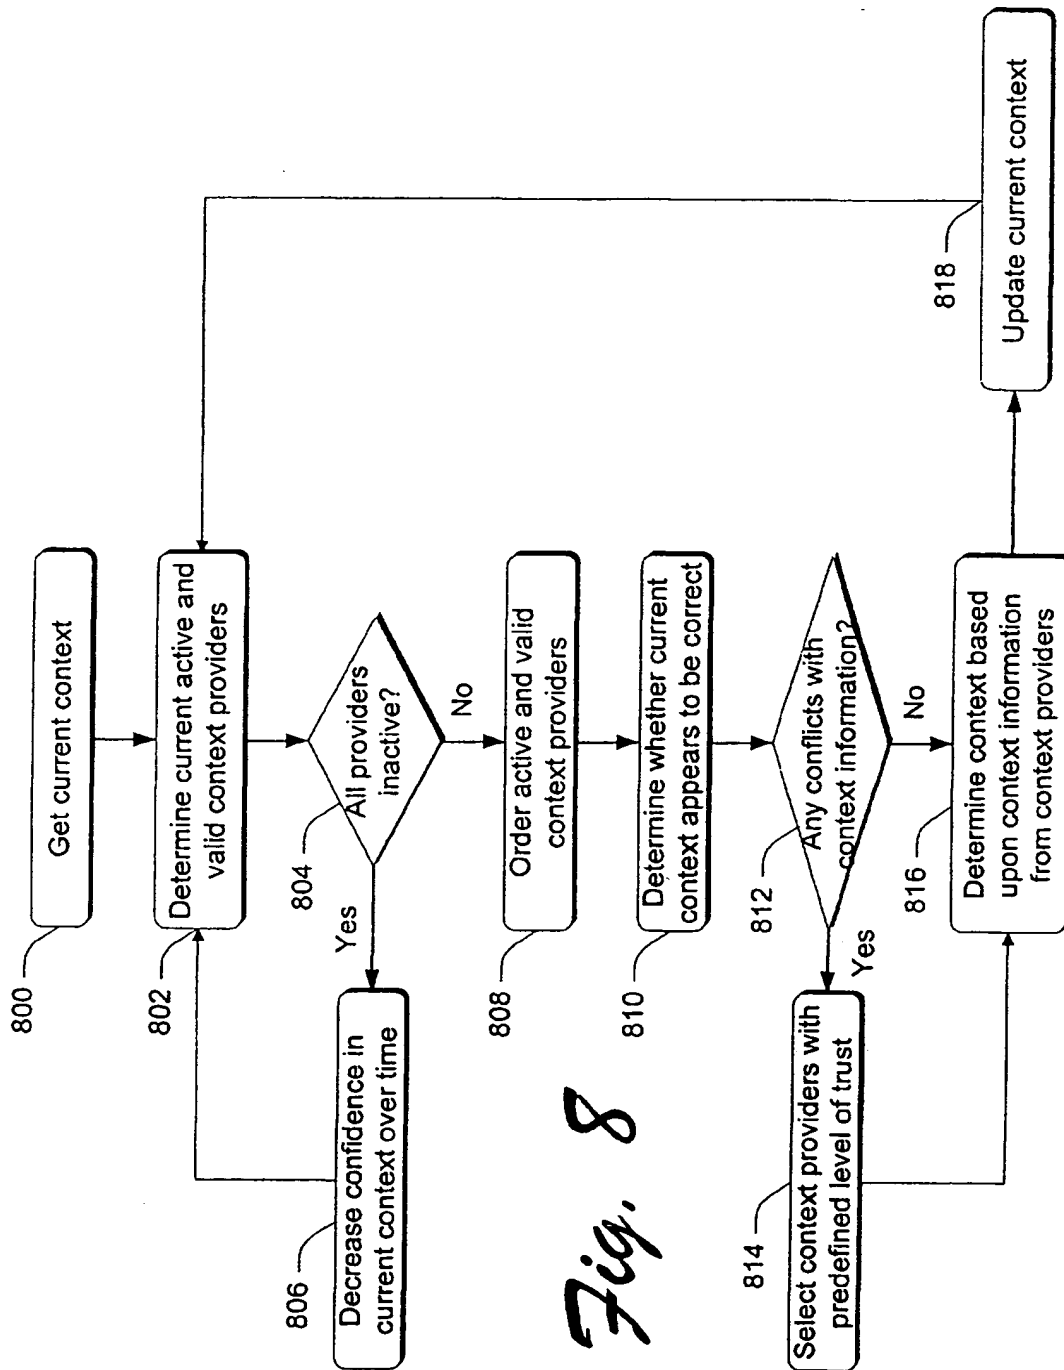 800
Get current context
802
Determine current active and
valid context providers
804
All providers
inactive?
Yes
No
806
Decrease confidence in
current context over time
808
Order active and valid
context providers
810
Determine whether current
context appears to be correct
812
Any conflicts with
context information?
Yes
No
814
Select context providers with
predefined level of trust
816
Determine context based
upon context information
from context providers
818
Update current context
Fig. 8